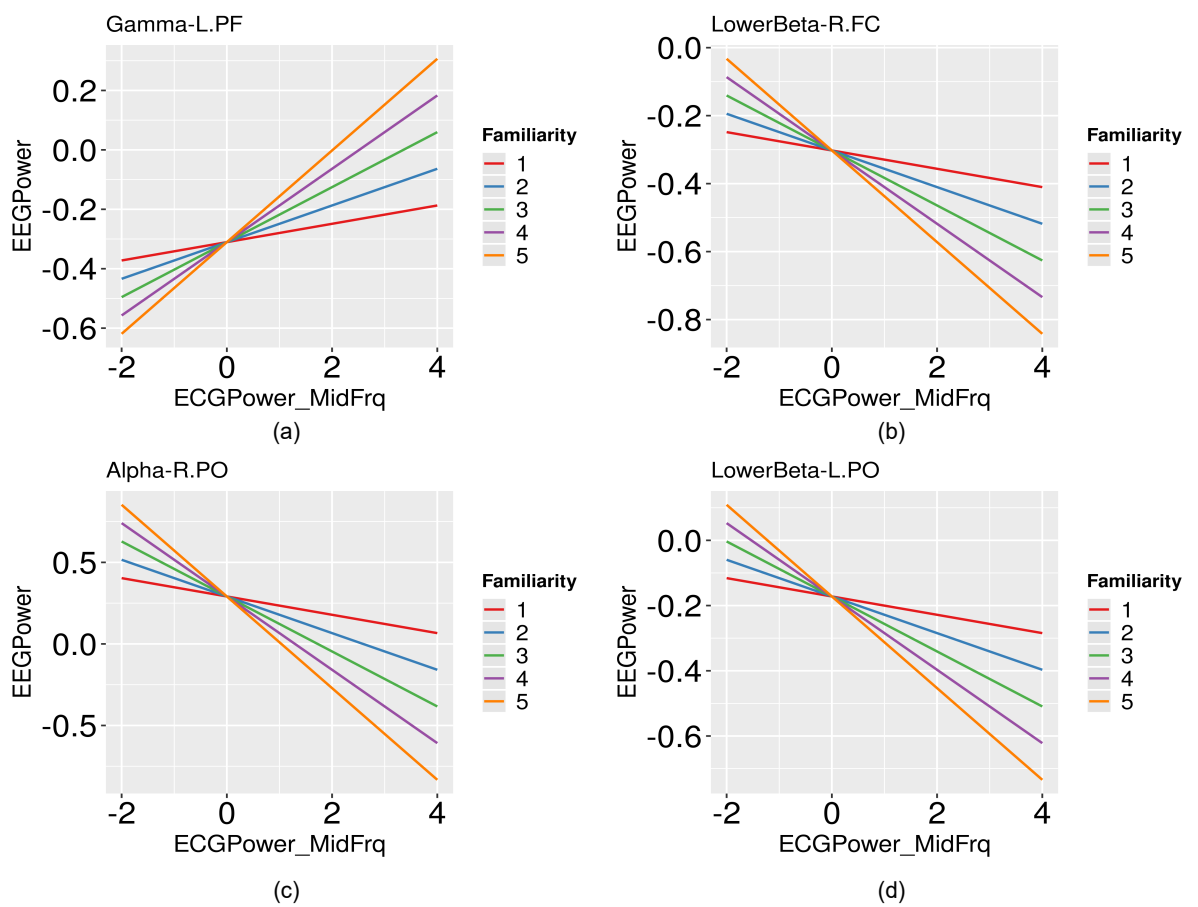 Gamma-L.PF
0.2
0.0
-0.2
-0.4
-0.6
EEGPower
-2 0 2 4
ECGPower_MidFrq
Familiarity
1
2
3
4
5
(a)
LowerBeta-R.FC
0.0
-0.2
-0.4
-0.6
-0.8
EEGPower
-2 0 2 4
ECGPower_MidFrq
Familiarity
1
2
3
4
5
(b)
Alpha-R.PO
0.5
0.0
-0.5
EEGPower
-2 0 2 4
ECGPower_MidFrq
Familiarity
1
2
3
4
5
(c)
LowerBeta-L.PO
0.0
-0.2
-0.4
-0.6
EEGPower
-2 0 2 4
ECGPower_MidFrq
Familiarity
1
2
3
4
5
(d)